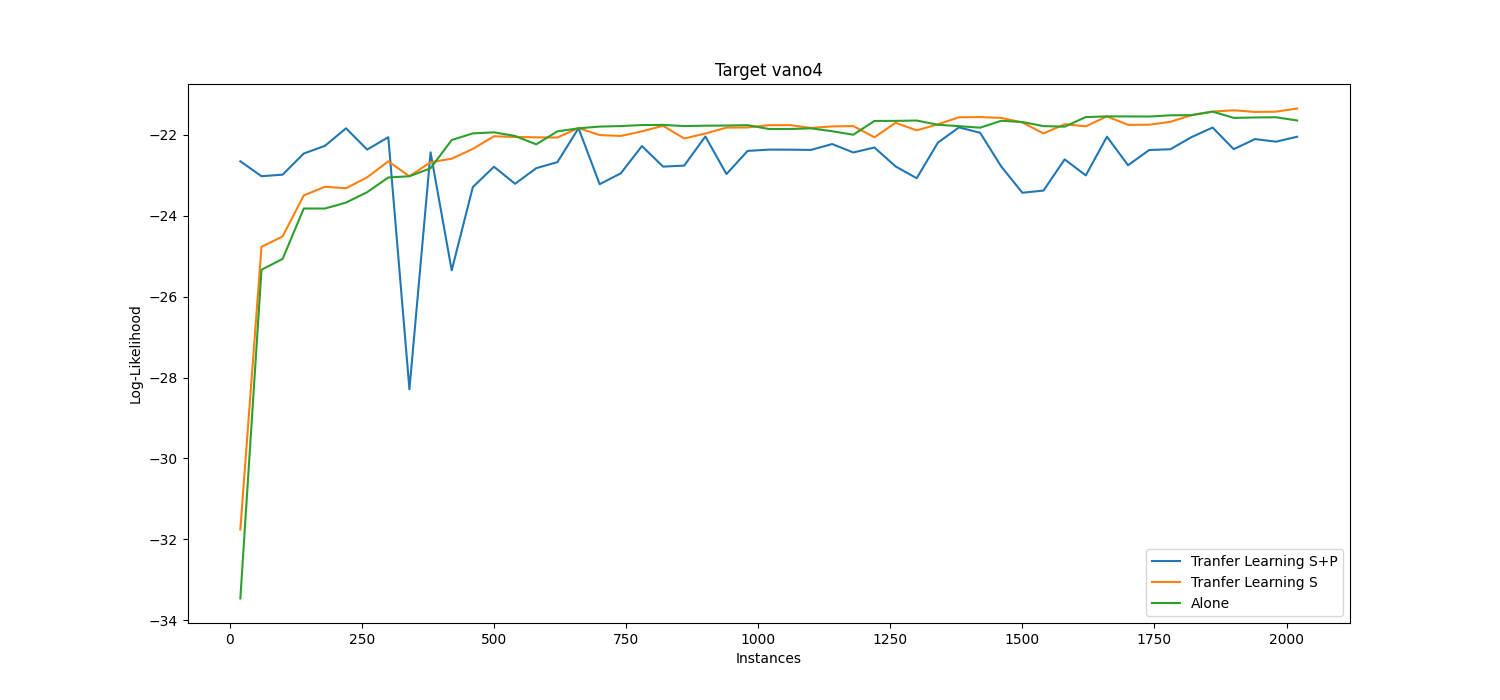 Target vano4
Log-Likelihood
−22
−24
−26
−28
−30
−32
−34
0
250
500
750
1000
1250
1500
1750
2000
Instances
Tranfer Learning S+P
Tranfer Learning S
Alone